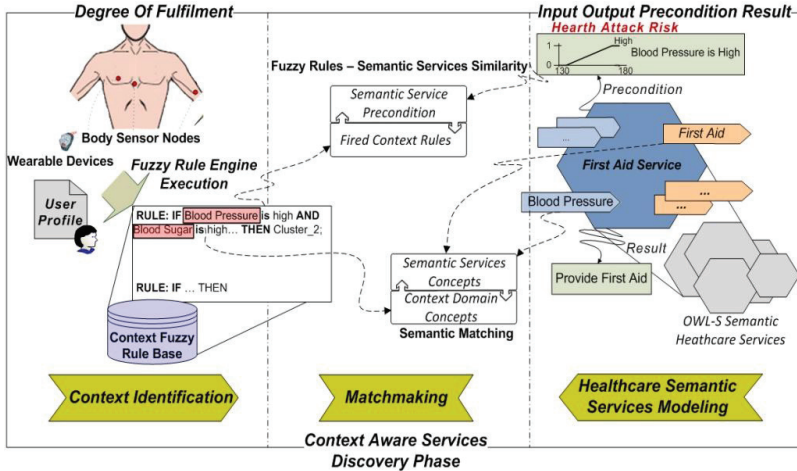 Degree Of Fulfilment
Body Sensor Nodes
Wearable Devices
Fuzzy Rule Engine
Execution
User
Profile
RULE: IF Blood Pressure is high AND
Blood Sugar is high... THEN Cluster_2;
RULE: IF ... THEN
Context Fuzzy
Rule Base
Context Identification
Fuzzy Rules – Semantic Services Similarity
Semantic Service
Precondition
Fired Context Rules
Semantic Services
Concepts
Context Domain
Concepts
Semantic Matching
Matchmaking
Input Output Precondition Result
Hearth Attack Risk
High
1
0
130
180
Blood Pressure is High
Precondition
...
First Aid
First Aid Service
Blood Pressure
...
...
Result
Provide First Aid
OWL-S Semantic
Heathcare Services
Healthcare Semantic
Services Modeling
Context Aware Services
Discovery Phase